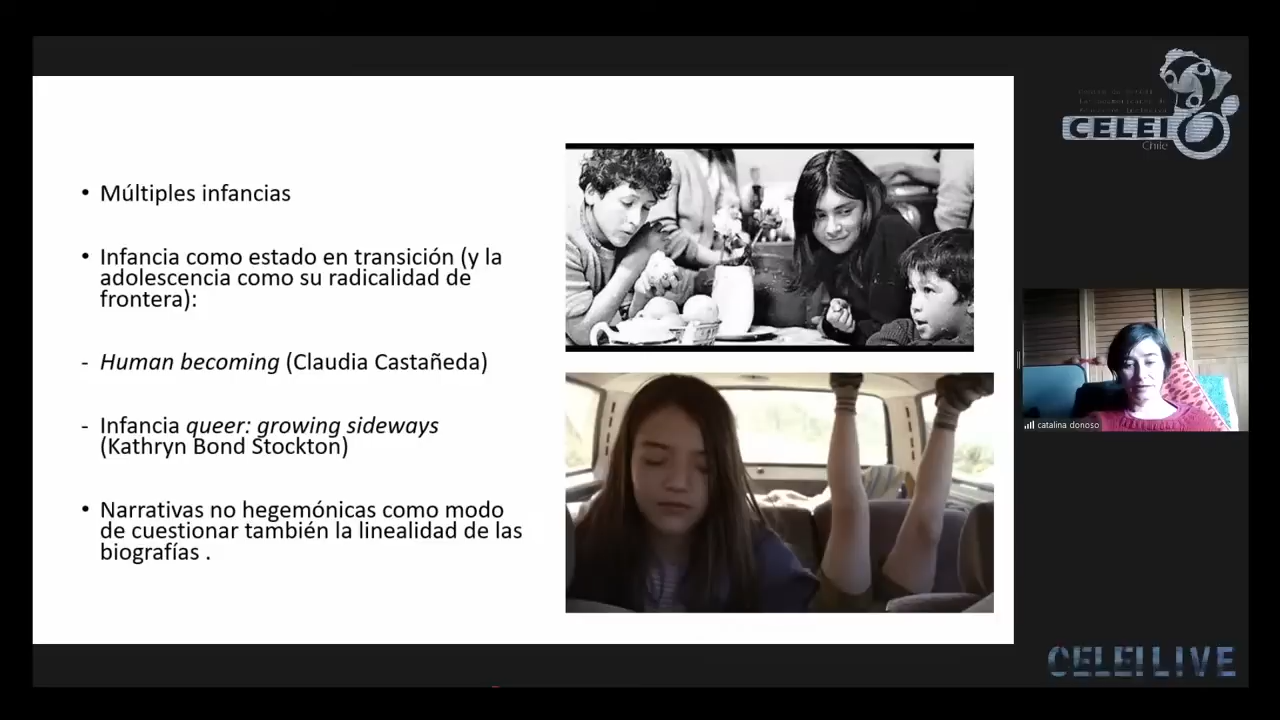 • Múltiples infancias
• Infancia como estado en transición (y la
adolescencia como su radicalidad de
frontera):
- Human becoming (Claudia Castañeda)
- Infancia queer: growing sideways
(Kathryn Bond Stockton)
• Narrativas no hegemónicas como modo
de cuestionar también la linealidad de las
biografías .
CELEI
Chile
catalina donoso
CELEI LIVE